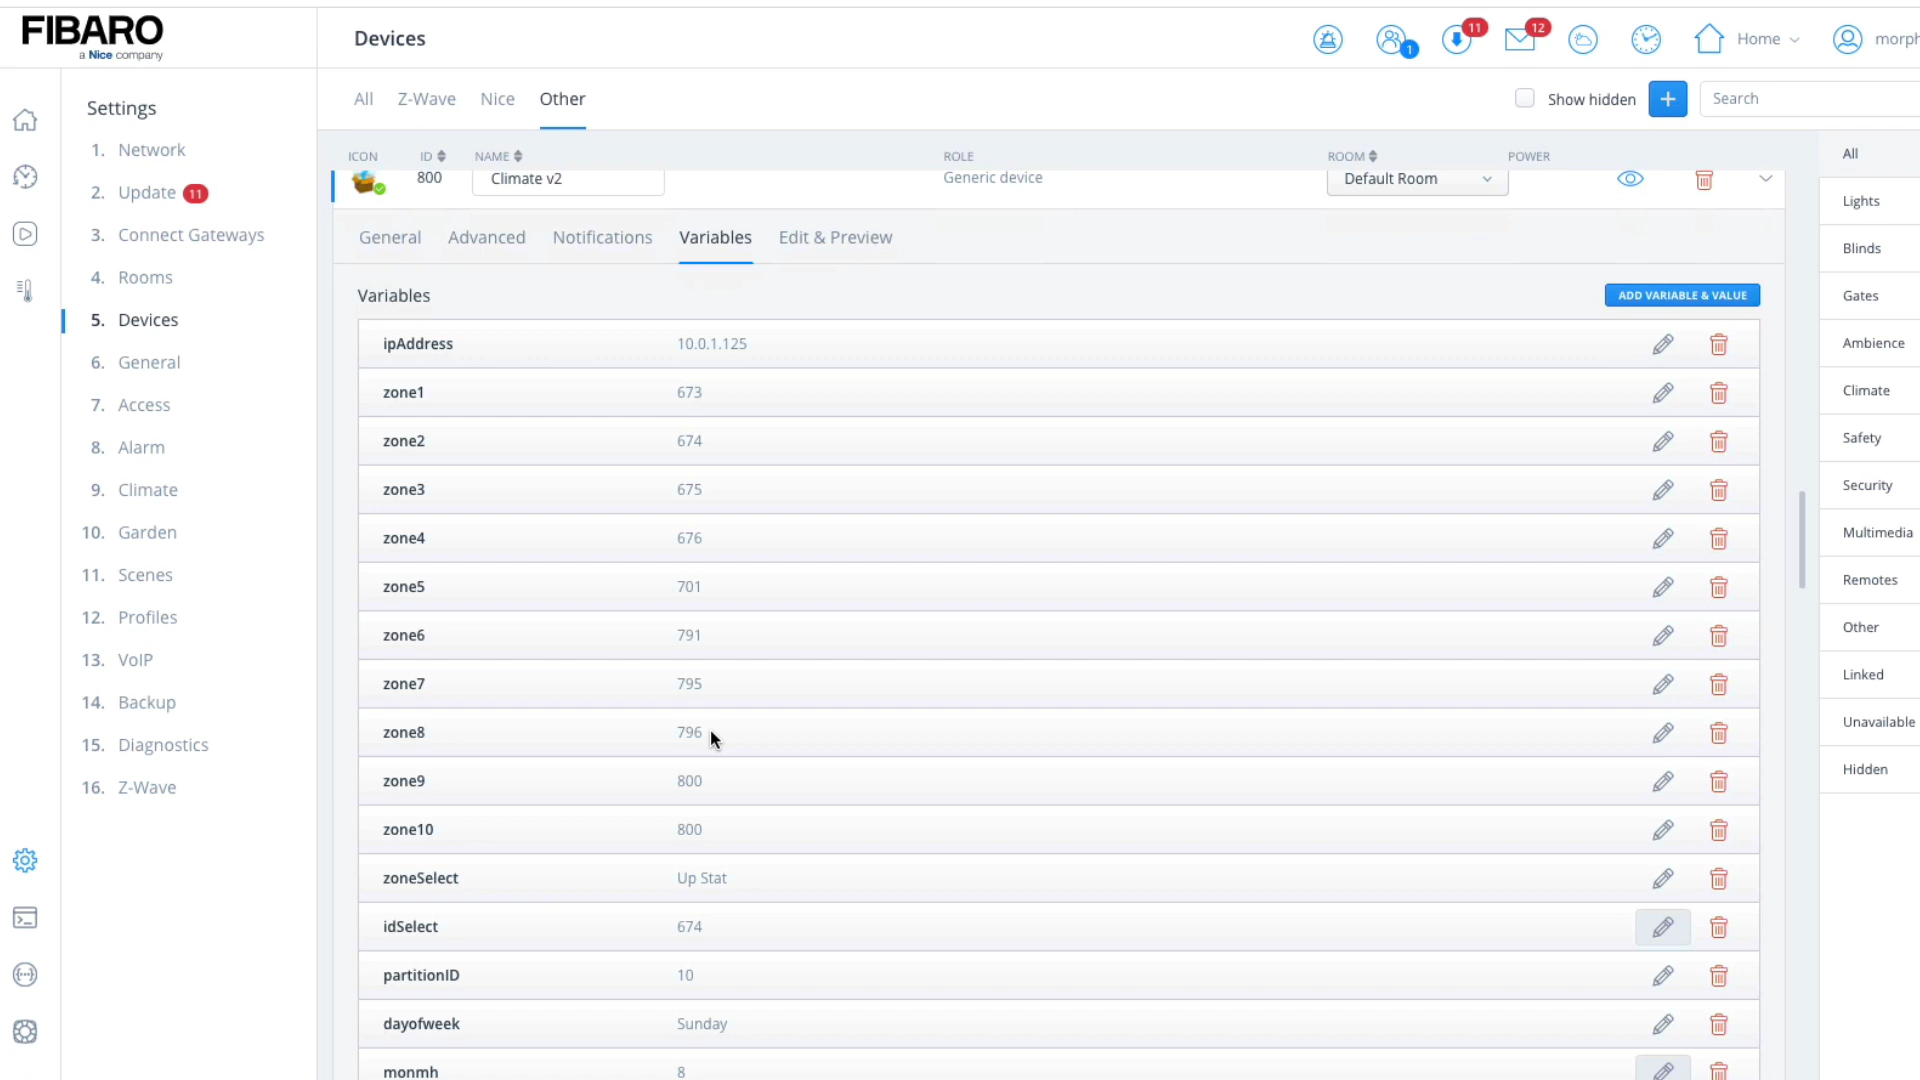 FIBARO
a Nice company
Devices
1
11
12
Home
morph
Settings
1. Network
2. Update 11
3. Connect Gateways
4. Rooms
5. Devices
6. General
7. Access
8. Alarm
9. Climate
10. Garden
11. Scenes
12. Profiles
13. VoIP
14. Backup
15. Diagnostics
16. Z-Wave
All Z-Wave Nice Other
Show hidden + Search
ICON ID NAME ROLE ROOM POWER
800 Climate v2 Generic device Default Room
General Advanced Notifications Variables Edit & Preview
Variables ADD VARIABLE & VALUE
ipAddress 10.0.1.125
zone1 673
zone2 674
zone3 675
zone4 676
zone5 701
zone6 791
zone7 795
zone8 796
zone9 800
zone10 800
zoneSelect Up Stat
idSelect 674
partitionID 10
dayofweek Sunday
monmh 8
All
Lights
Blinds
Gates
Ambience
Climate
Safety
Security
Multimedia
Remotes
Other
Linked
Unavailable
Hidden